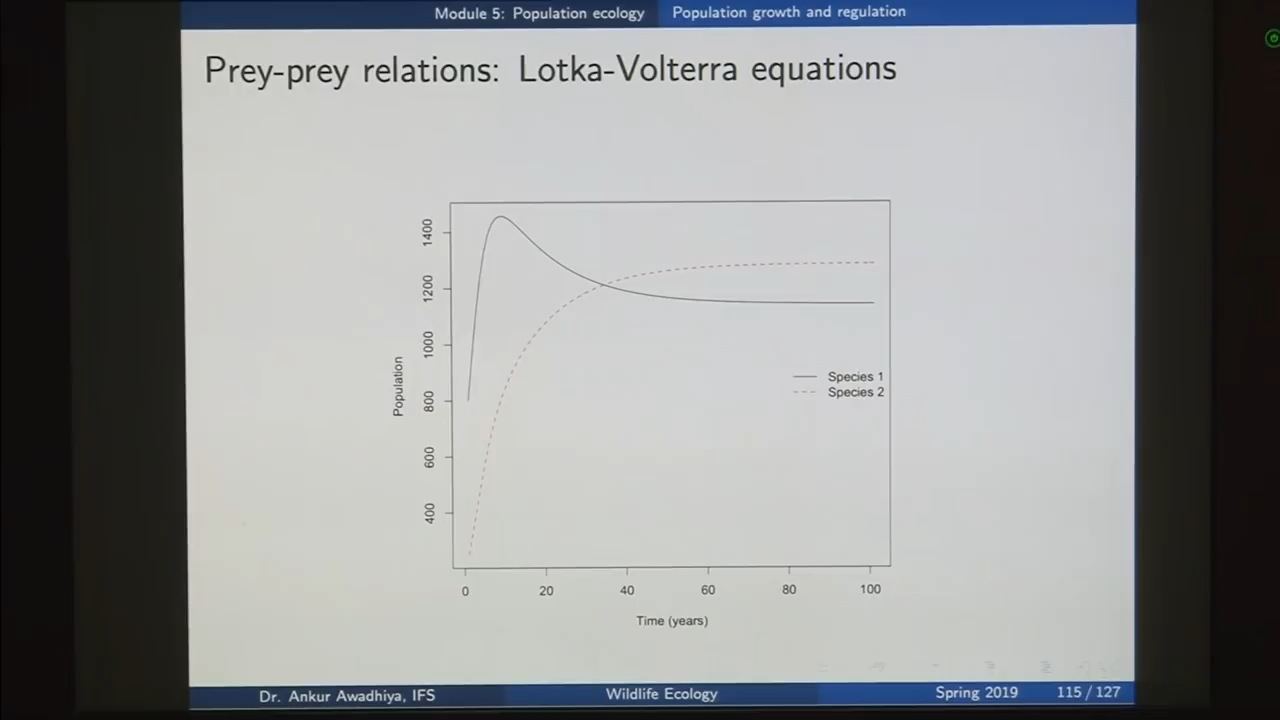 Module 5: Population ecology Population growth and regulation
Prey-prey relations: Lotka-Volterra equations
1400
1200
1000
800
600
400
Population
Species 1
Species 2
0 20 40 60 80 100
Time (years)
Dr. Ankur Awadhiya, IFS Wildlife Ecology Spring 2019 115 / 127